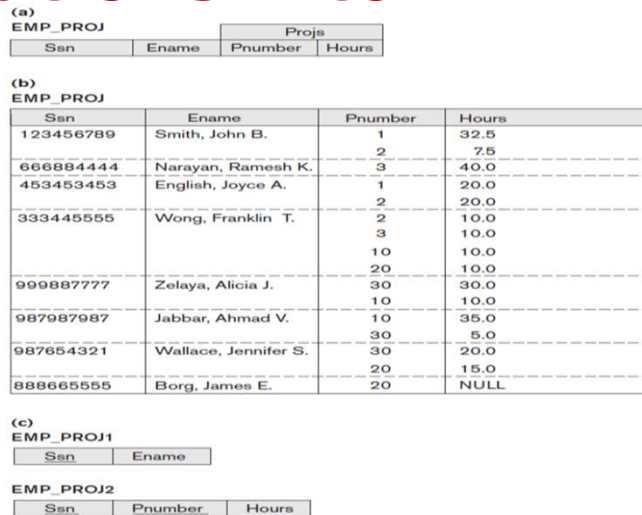 (a)
EMP_PROJ
Projs
Ssn Ename Pnumber Hours
(b)
EMP_PROJ
Ssn Ename Pnumber Hours
123456789 Smith, John B. 1 32.5
2 7.5
666884444 Narayan, Ramesh K. 3 40.0
453453453 English, Joyce A. 1 20.0
2 20.0
333445555 Wong, Franklin T. 2 10.0
3 10.0
10 10.0
20 10.0
999887777 Zelaya, Alicia J. 30 30.0
10 10.0
987987987 Jabbar, Ahmad V. 10 35.0
30 5.0
987654321 Wallace, Jennifer S. 30 20.0
20 15.0
888665555 Borg, James E. 20 NULL
(c)
EMP_PROJ1
Ssn Ename
EMP_PROJ2
Ssn Pnumber Hours